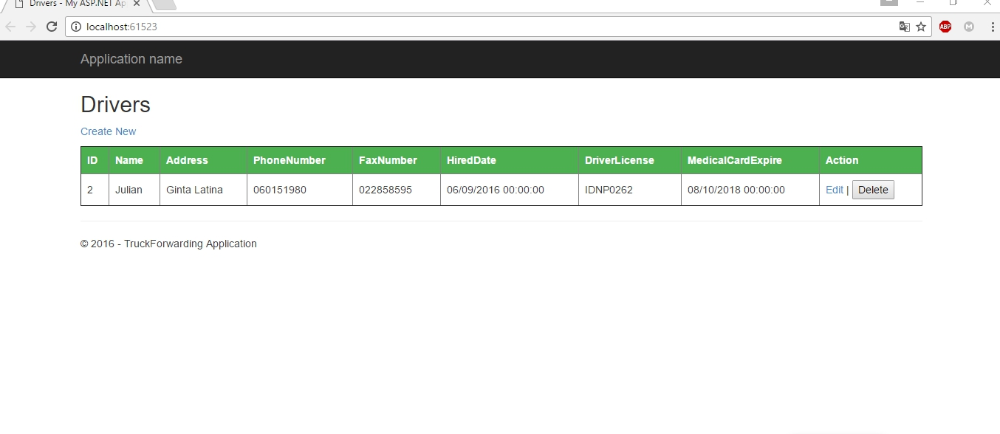 Drivers - My ASP.NET Ap
localhost:61523
ABP
M
Application name
Drivers
Create New
ID Name Address PhoneNumber FaxNumber HiredDate DriverLicense MedicalCardExpire Action
2 Julian Ginta Latina 060151980 022858595 06/09/2016 00:00:00 IDNP0262 08/10/2018 00:00:00 Edit | Delete
© 2016 - TruckForwarding Application